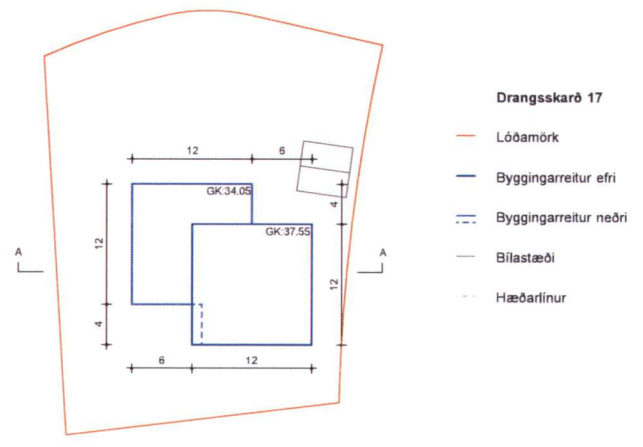 Drangsskarð 17
Lóðamörk
Byggingarreitur efri
Byggingarreitur neðri
Bílastæði
Hæðarlínur
12
6
GK:34.05
4
GK:37.55
12
A
A
12
4
6
12